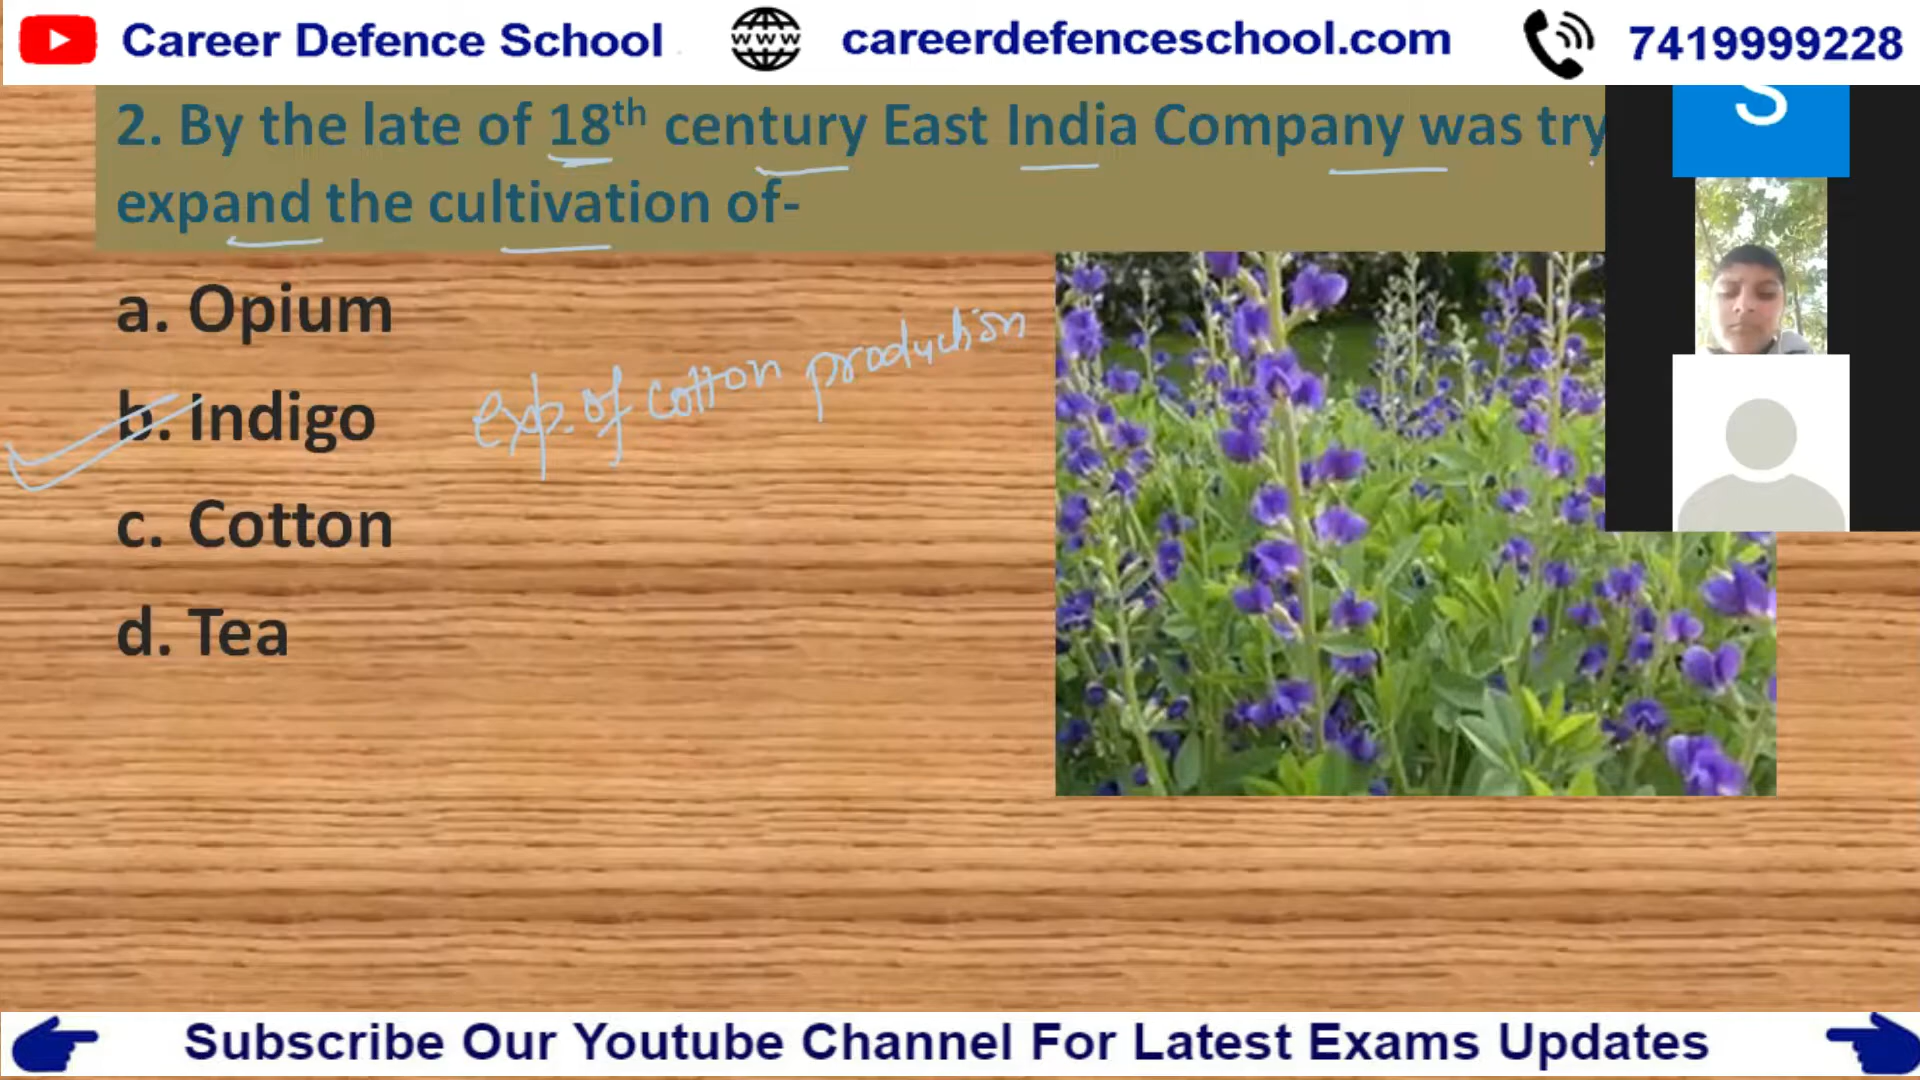 Career Defence School
WWW
careerdefenceschool.com
7419999228
2. By the late of 18th century East India Company was try
expand the cultivation of-
S
a. Opium
b. Indigo
exp. of cotton production
c. Cotton
d. Tea
Subscribe Our Youtube Channel For Latest Exams Updates